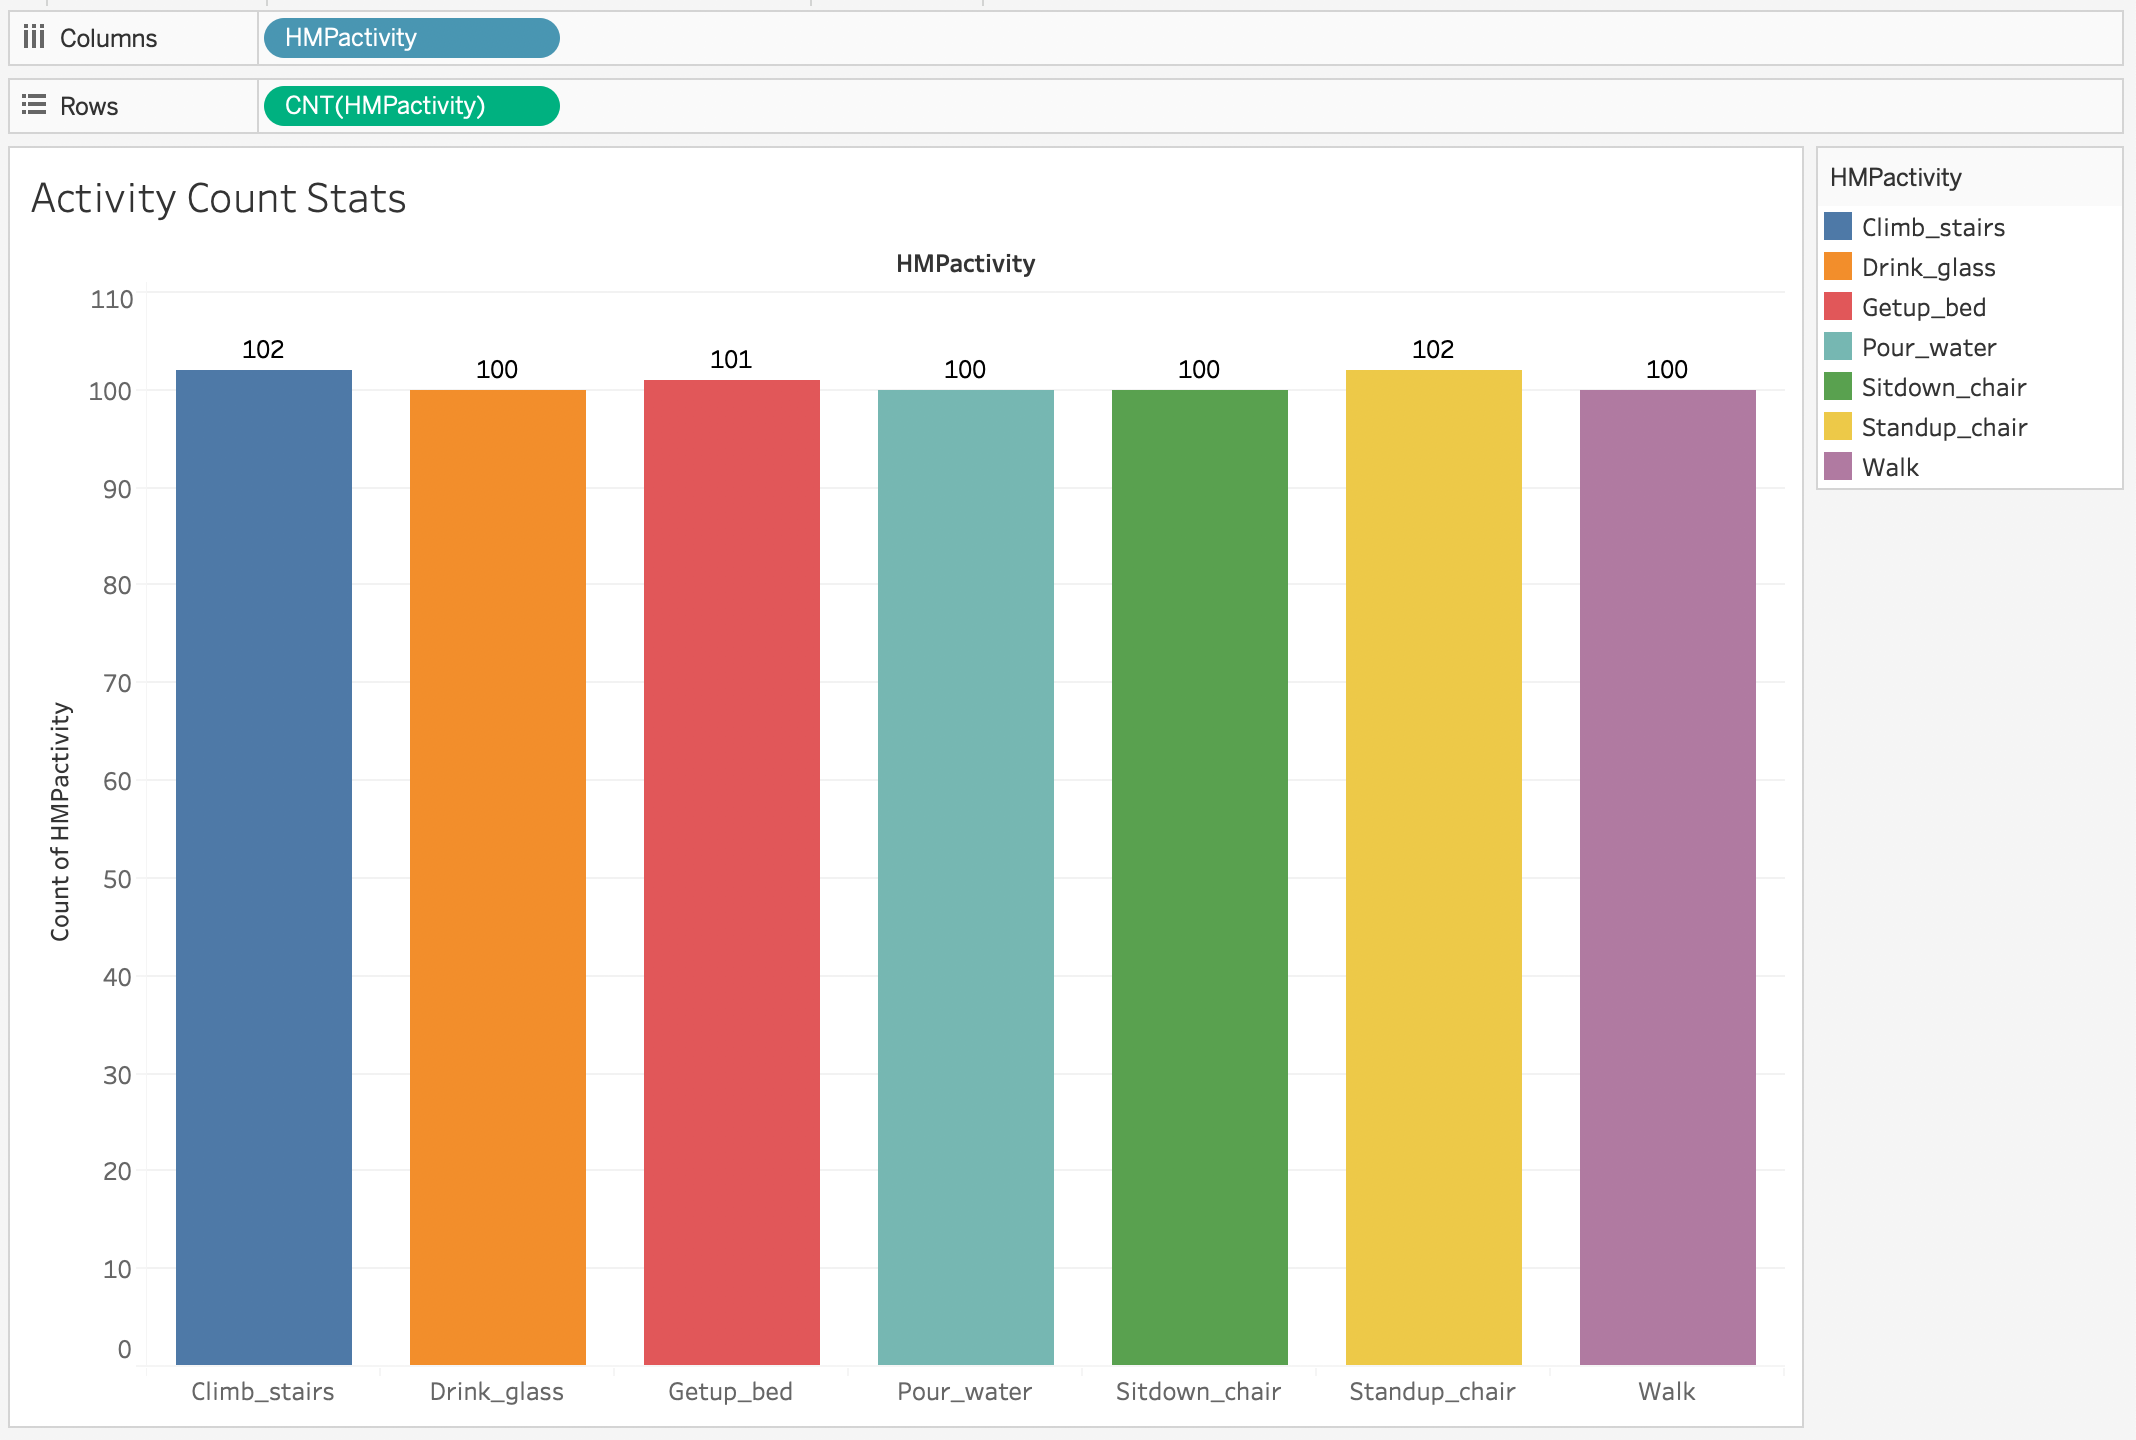 Columns
HMPactivity
Rows
CNT(HMPactivity)
Activity Count Stats
HMPactivity
110
100
90
80
70
60
50
40
30
20
10
0
Count of HMPactivity
102
100
101
100
100
102
100
Climb_stairs
Drink_glass
Getup_bed
Pour_water
Sitdown_chair
Standup_chair
Walk
HMPactivity
Climb_stairs
Drink_glass
Getup_bed
Pour_water
Sitdown_chair
Standup_chair
Walk